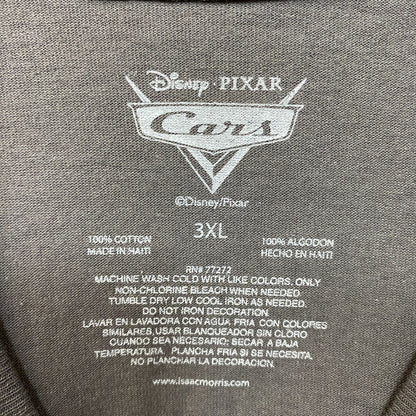 Disney · PIXAR
Cars
©Disney/Pixar
3XL
100% COTTON
MADE IN HAITI
100% ALGODON
HECHO EN HAITI
RN# 77272
MACHINE WASH COLD WITH LIKE COLORS, ONLY
NON-CHLORINE BLEACH WHEN NEEDED.
TUMBLE DRY LOW COOL IRON AS NEEDED.
DO NOT IRON DECORATION.
LAVAR EN LAVADORA CON AGUA FRIA CON COLORES
SIMILARES, USAR BLANQUEADOR SIN CLORO
CUANDO SEA NECESARIO; SECAR A BAJA
TEMPERATURA. PLANCHA FRIA SI SE NECESITA.
NO PLANCHAR LA DECORACION.
www.isaacmorris.com